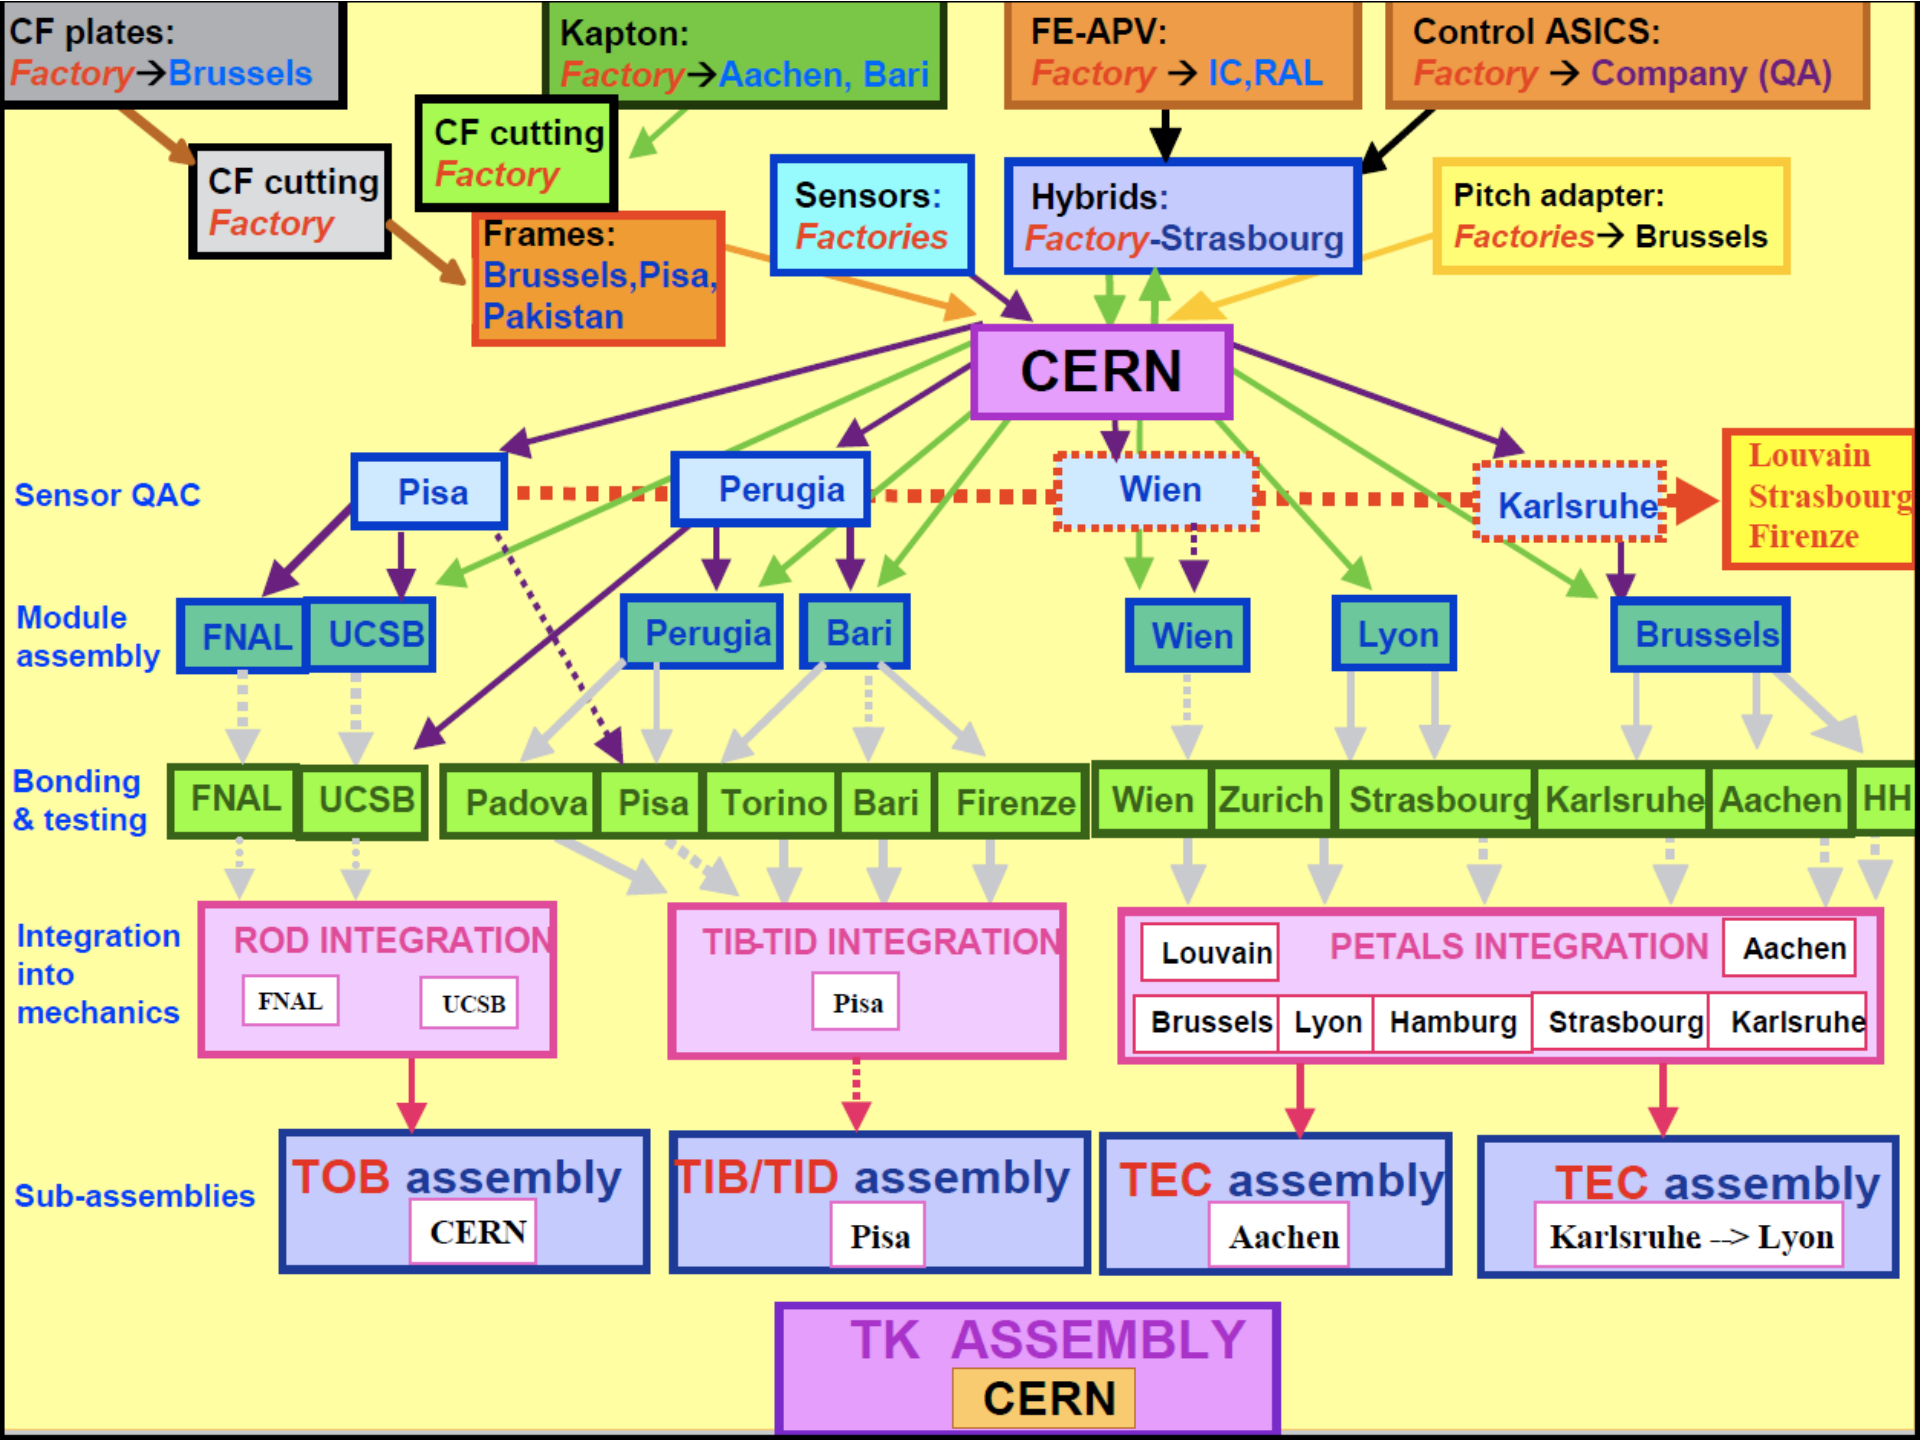 CF plates:
Factory→Brussels
Kapton:
Factory→Aachen, Bari
FE-APV:
Factory → IC,RAL
Control ASICS:
Factory → Company (QA)
CF cutting
Factory
CF cutting
Factory
Frames:
Brussels,Pisa,
Pakistan
Sensors:
Factories
Hybrids:
Factory-Strasbourg
Pitch adapter:
Factories→ Brussels
CERN
Sensor QAC
Pisa
Perugia
Wien
Karlsruhe
Louvain
Strasbourg
Firenze
Module
assembly
FNAL
UCSB
Perugia
Bari
Wien
Lyon
Brussels
Bonding
& testing
FNAL
UCSB
Padova
Pisa
Torino
Bari
Firenze
Wien
Zurich
Strasbourg
Karlsruhe
Aachen
HH
Integration
into
mechanics
ROD INTEGRATION
FNAL
UCSB
TIB-TID INTEGRATION
Pisa
PETALS INTEGRATION
Louvain
Aachen
Brussels
Lyon
Hamburg
Strasbourg
Karlsruhe
Sub-assemblies
TOB assembly
CERN
TIB/TID assembly
Pisa
TEC assembly
Aachen
TEC assembly
Karlsruhe --> Lyon
TK ASSEMBLY
CERN